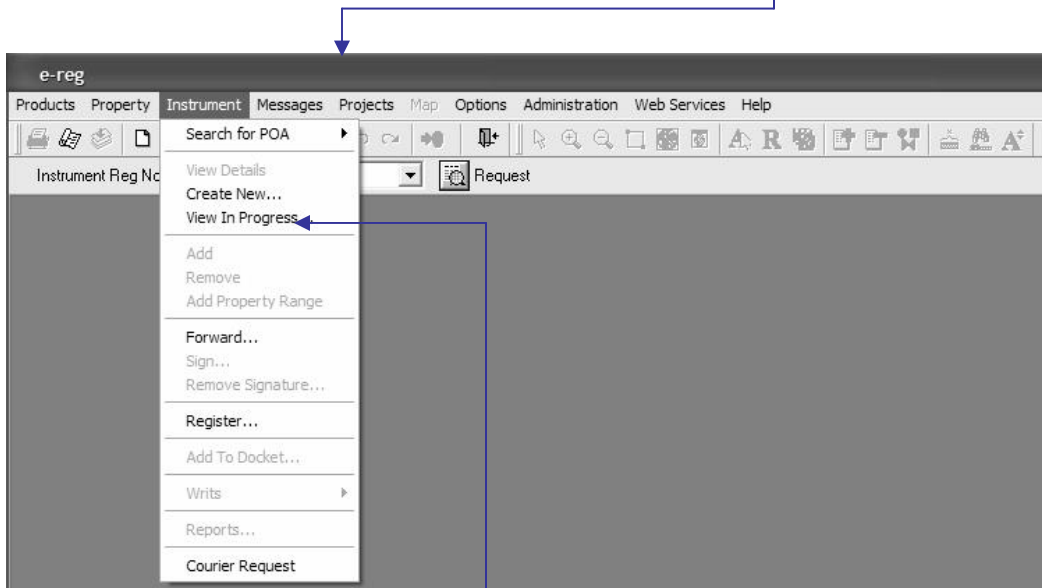 e-reg
Products Property Instrument Messages Projects Map Options Administration Web Services Help
Search for POA
Instrument Reg No Request
View Details
Create New...
View In Progress...
Add
Remove
Add Property Range
Forward...
Sign...
Remove Signature...
Register...
Add To Docket...
Writs
Reports...
Courier Request